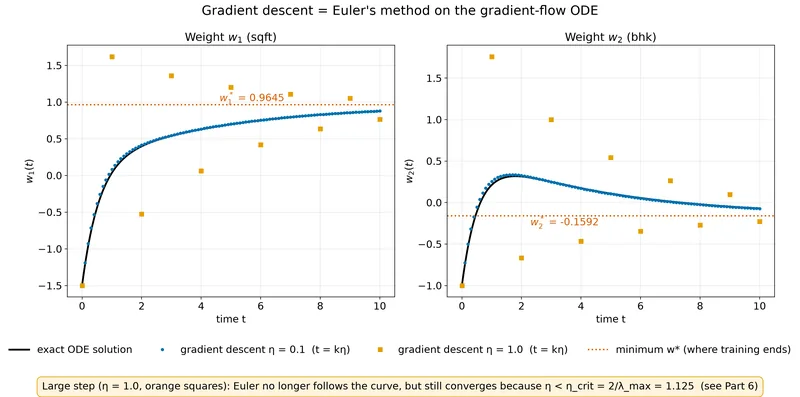 Gradient descent = Euler's method on the gradient-flow ODE
Weight w₁ (sqft)
w₁(t)
1.5
1.0
0.5
0.0
−0.5
−1.0
−1.5
w₁* = 0.9645
0 2 4 6 8 10
time t
Weight w₂ (bhk)
w₂(t)
1.5
1.0
0.5
0.0
−0.5
−1.0
w₂* = -0.1592
0 2 4 6 8 10
time t
exact ODE solution
gradient descent η = 0.1 (t = kη)
gradient descent η = 1.0 (t = kη)
minimum w* (where training ends)
Large step (η = 1.0, orange squares): Euler no longer follows the curve, but still converges because η < η_crit = 2/λ_max = 1.125 (see Part 6)